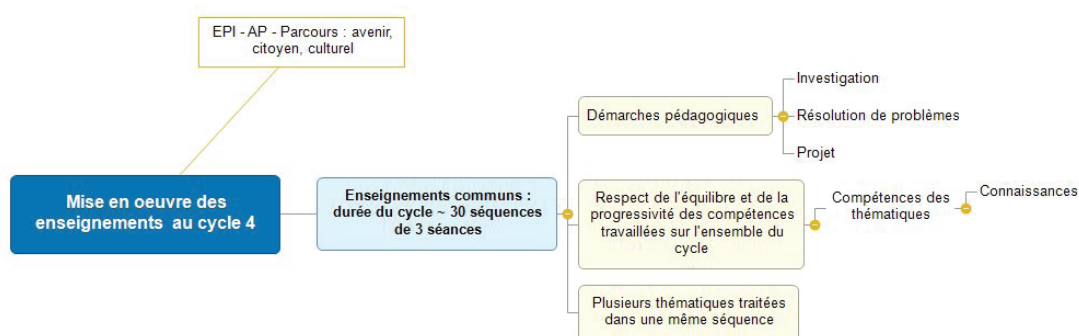 EPI - AP - Parcours : avenir,
citoyen, culturel
Mise en oeuvre des
enseignements au cycle 4
Enseignements communs :
durée du cycle ~ 30 séquences
de 3 séances
Démarches pédagogiques
Investigation
Résolution de problèmes
Projet
Respect de l'équilibre et de la
progressivité des compétences
travaillées sur l'ensemble du
cycle
Compétences des
thématiques
Connaissances
Plusieurs thématiques traitées
dans une même séquence